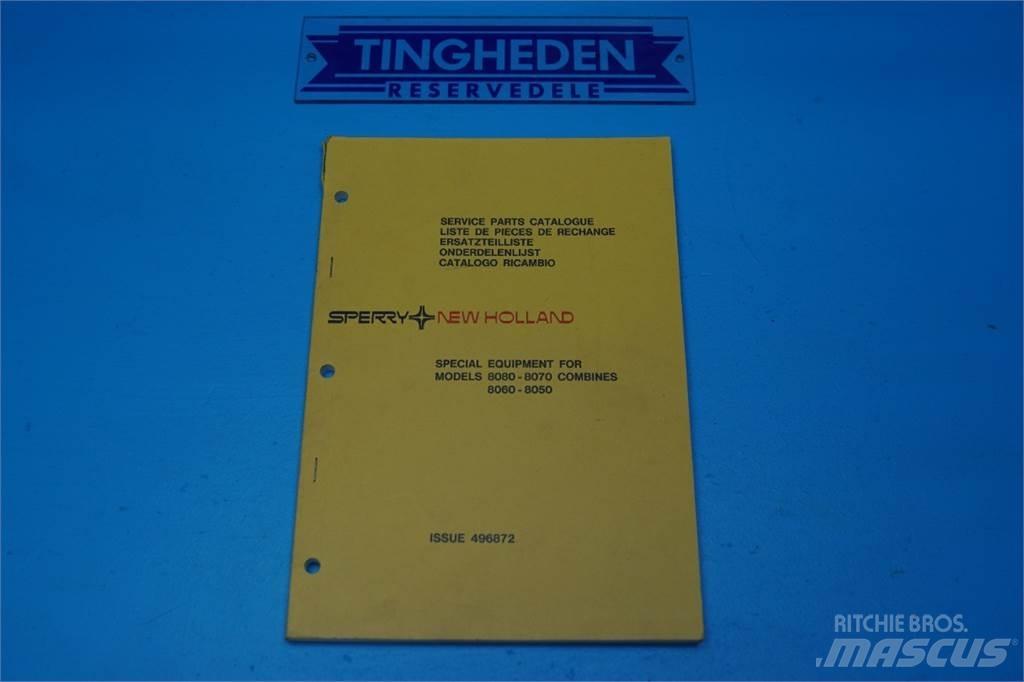 TINGHEDEN
RESERVEDELE
SERVICE PARTS CATALOGUE
LISTE DE PIECES DE RECHANGE
ERSATZTEILLISTE
ONDERDELENLIJST
CATALOGO RICAMBIO
SPERRY NEW HOLLAND
SPECIAL EQUIPMENT FOR
MODELS 8080 - 8070 COMBINES
8060 - 8050
ISSUE 496872
RITCHIE BROS.
MASCUS